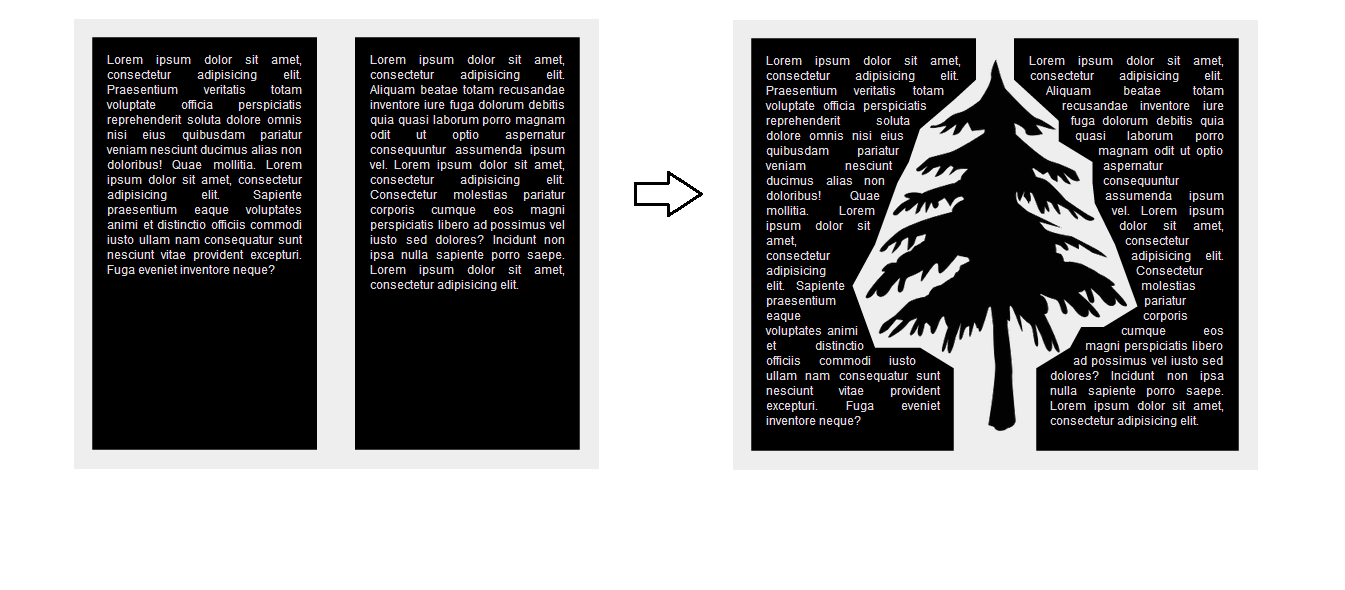 Lorem ipsum dolor sit amet,
consectetur adipisicing elit.
Praesentium veritatis totam
voluptate officia perspiciatis
reprehenderit soluta dolore omnis
nisi eius quibusdam pariatur
veniam nesciunt ducimus alias non
doloribus! Quae mollitia. Lorem
ipsum dolor sit amet, consectetur
adipisicing elit. Sapiente
praesentium eaque voluptates
animi et distinctio officiis commodi
iusto ullam nam consequatur sunt
nesciunt vitae provident excepturi.
Fuga eveniet inventore neque?
Lorem ipsum dolor sit amet,
consectetur adipisicing elit.
Aliquam beatae totam recusandae
inventore iure fuga dolorum debitis
quia quasi laborum porro magnam
odit ut optio aspernatur
consequuntur assumenda ipsum
vel. Lorem ipsum dolor sit amet,
consectetur adipisicing elit.
Consectetur molestias pariatur
corporis cumque eos magni
perspiciatis libero ad possimus vel
iusto sed dolores? Incidunt non
ipsa nulla sapiente porro saepe.
Lorem ipsum dolor sit amet,
consectetur adipisicing elit.
Lorem ipsum dolor sit amet,
consectetur adipisicing elit.
Praesentium veritatis totam
voluptate officia perspiciatis
reprehenderit soluta
dolore omnis nisi eius
quibusdam pariatur
veniam nesciunt
ducimus alias non
doloribus! Quae
mollitia. Lorem
ipsum dolor sit
amet,
consectetur
adipisicing
elit. Sapiente
praesentium
eaque
voluptates animi
et distinctio
officiis commodi iusto
ullam nam consequatur sunt
nesciunt vitae provident
excepturi. Fuga eveniet
inventore neque?
Lorem ipsum dolor sit amet,
consectetur adipisicing elit.
Aliquam beatae totam
recusandae inventore iure
fuga dolorum debitis quia
quasi laborum porro
magnam odit ut optio
aspernatur
consequuntur
assumenda ipsum
vel. Lorem ipsum
dolor sit amet,
consectetur
adipisicing elit.
Consectetur
molestias
pariatur
corporis
cumque eos
magni perspiciatis libero
ad possimus vel iusto sed
dolores? Incidunt non ipsa
nulla sapiente porro saepe.
Lorem ipsum dolor sit amet,
consectetur adipisicing elit.